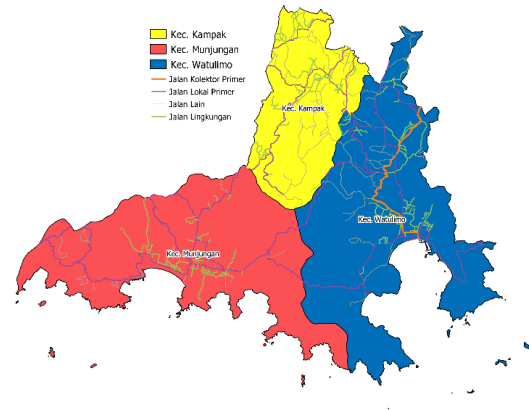 Kec. Kampak
Kec. Munjungan
Kec. Watulimo
Jalan Kolektor Primer
Jalan Lokal Primer
Jalan Lain
Jalan Lingkungan
Kec. Kampak
Kec. Watulimo
Kec. Munjungan